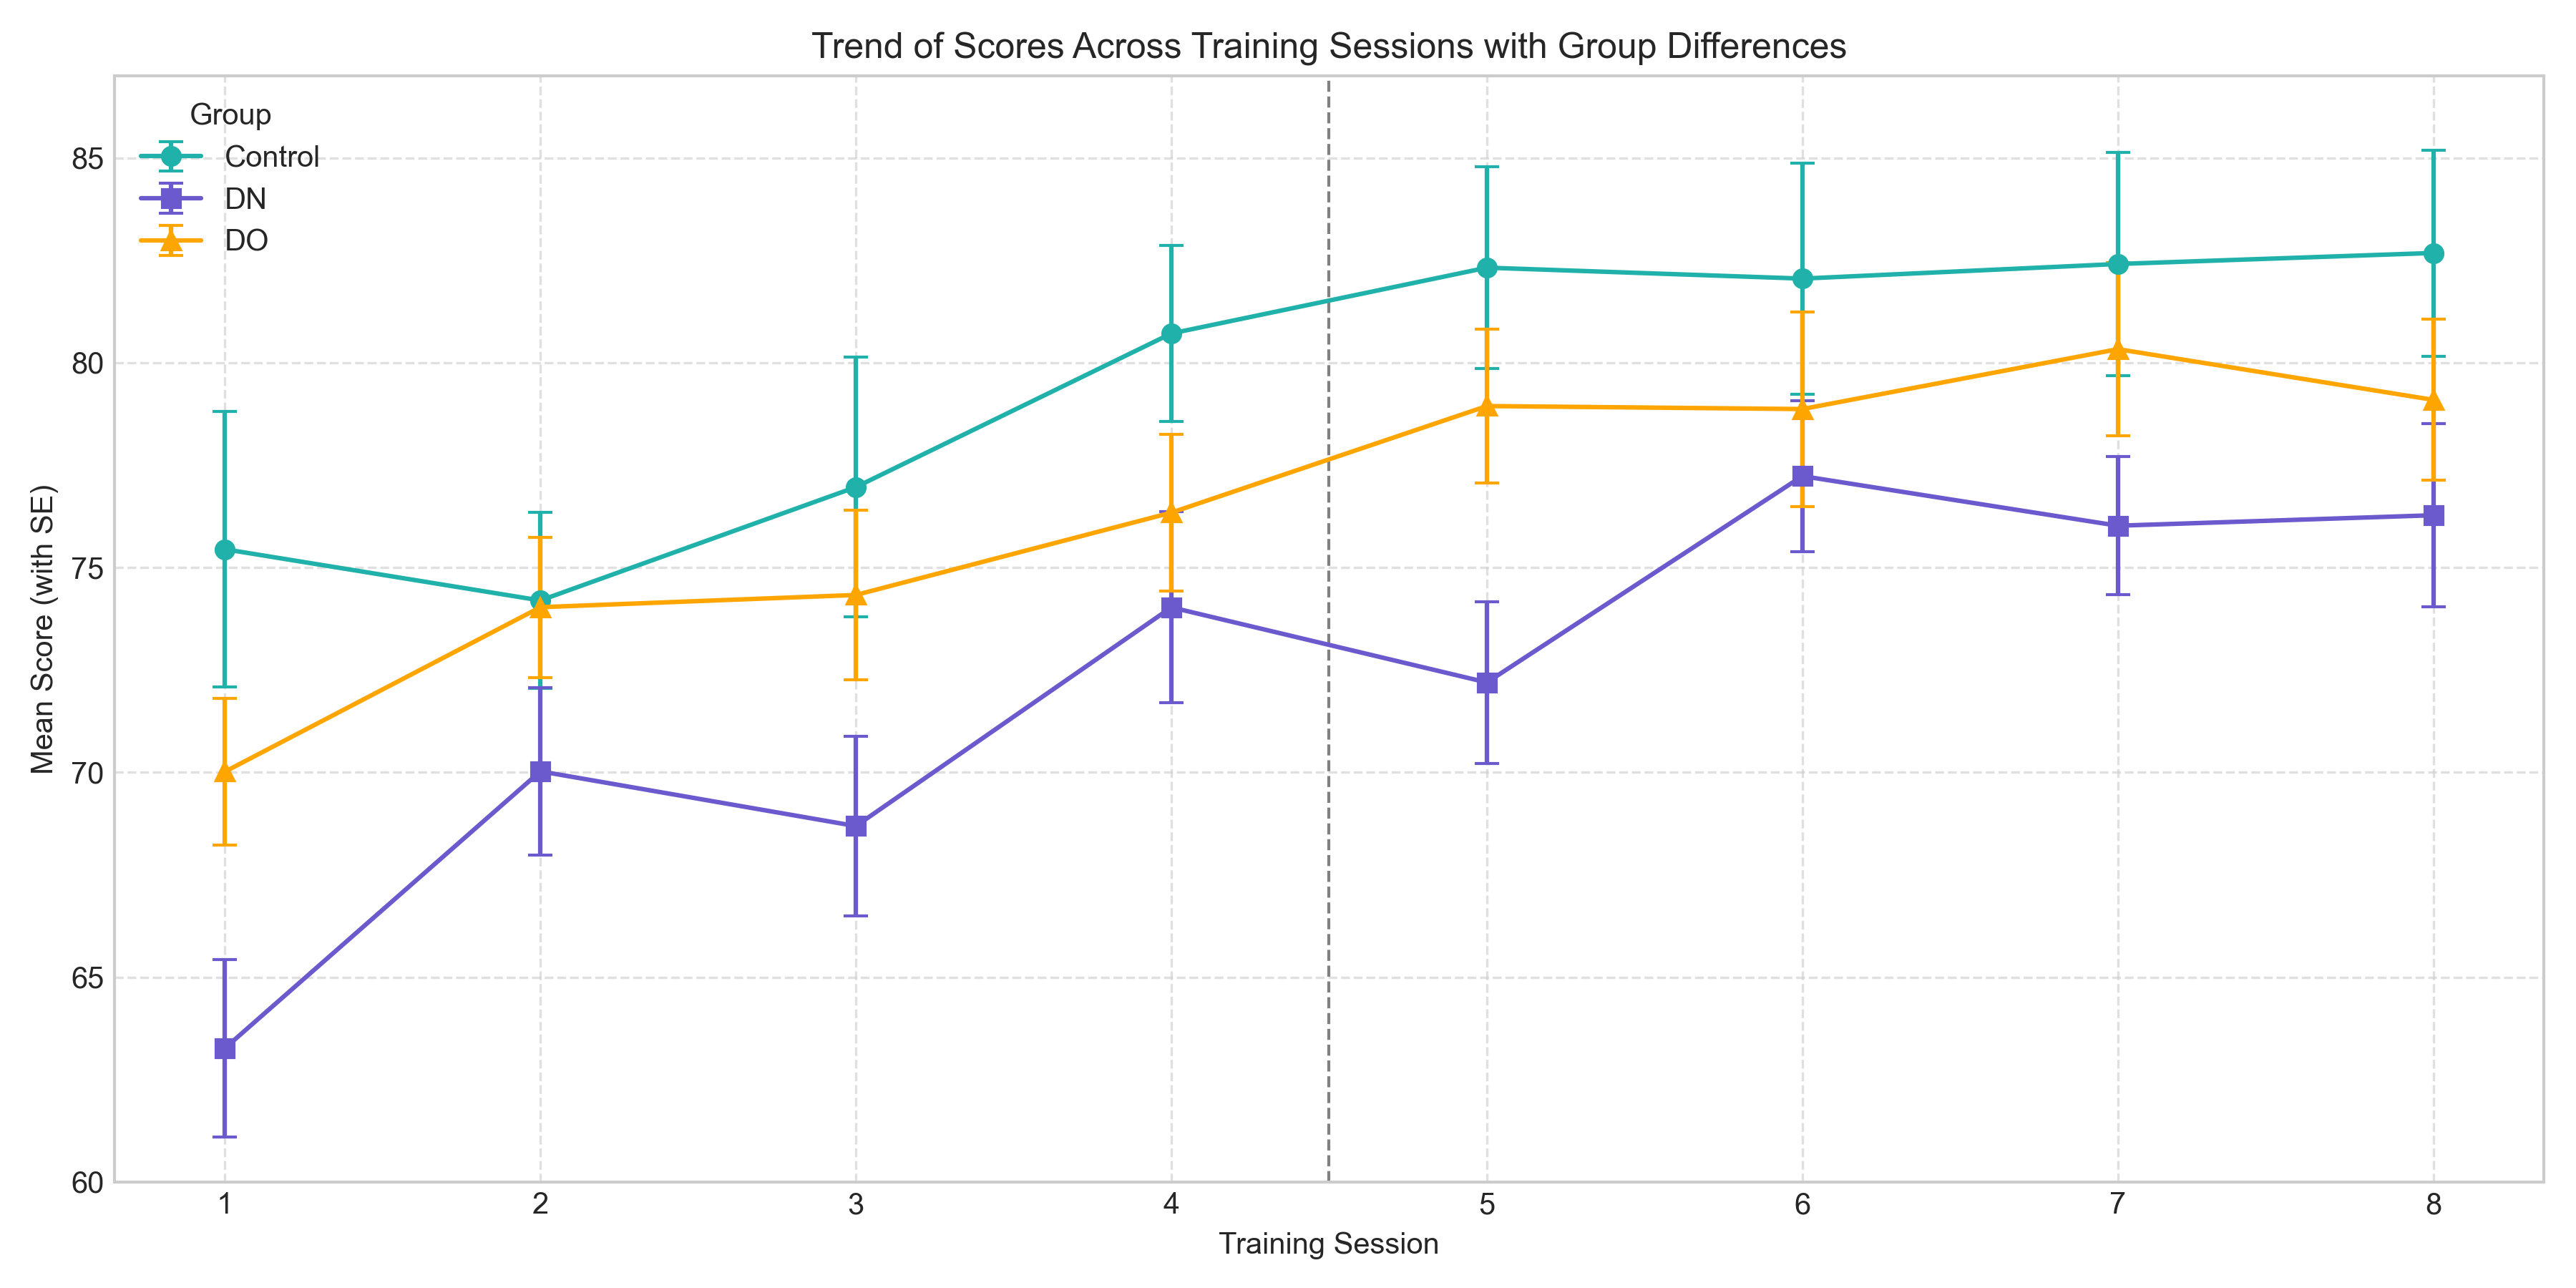 Trend of Scores Across Training Sessions with Group Differences
Group
Control
DN
DO
85
80
75
70
65
60
Mean Score (with SE)
1 2 3 4 5 6 7 8
Training Session